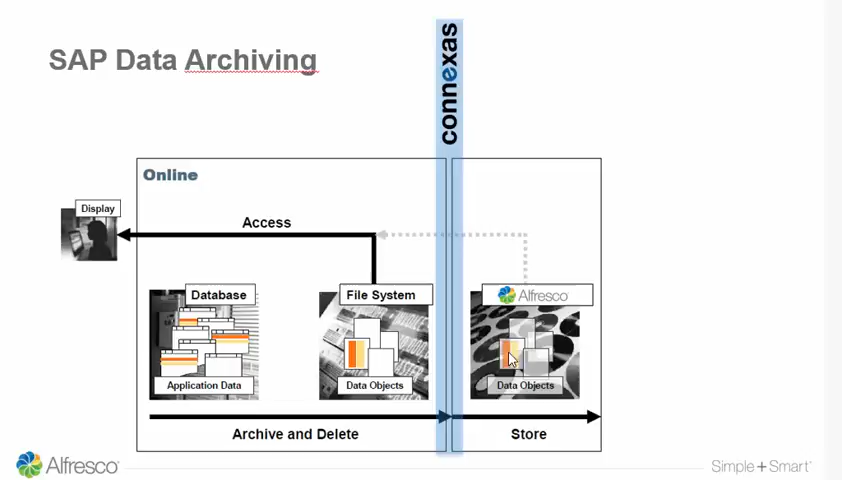 SAP Data Archiving
connexas
Online
Display
Access
Database
File System
Alfresco
Application Data
Data Objects
Data Objects
Archive and Delete
Store
Alfresco
Simple+Smart